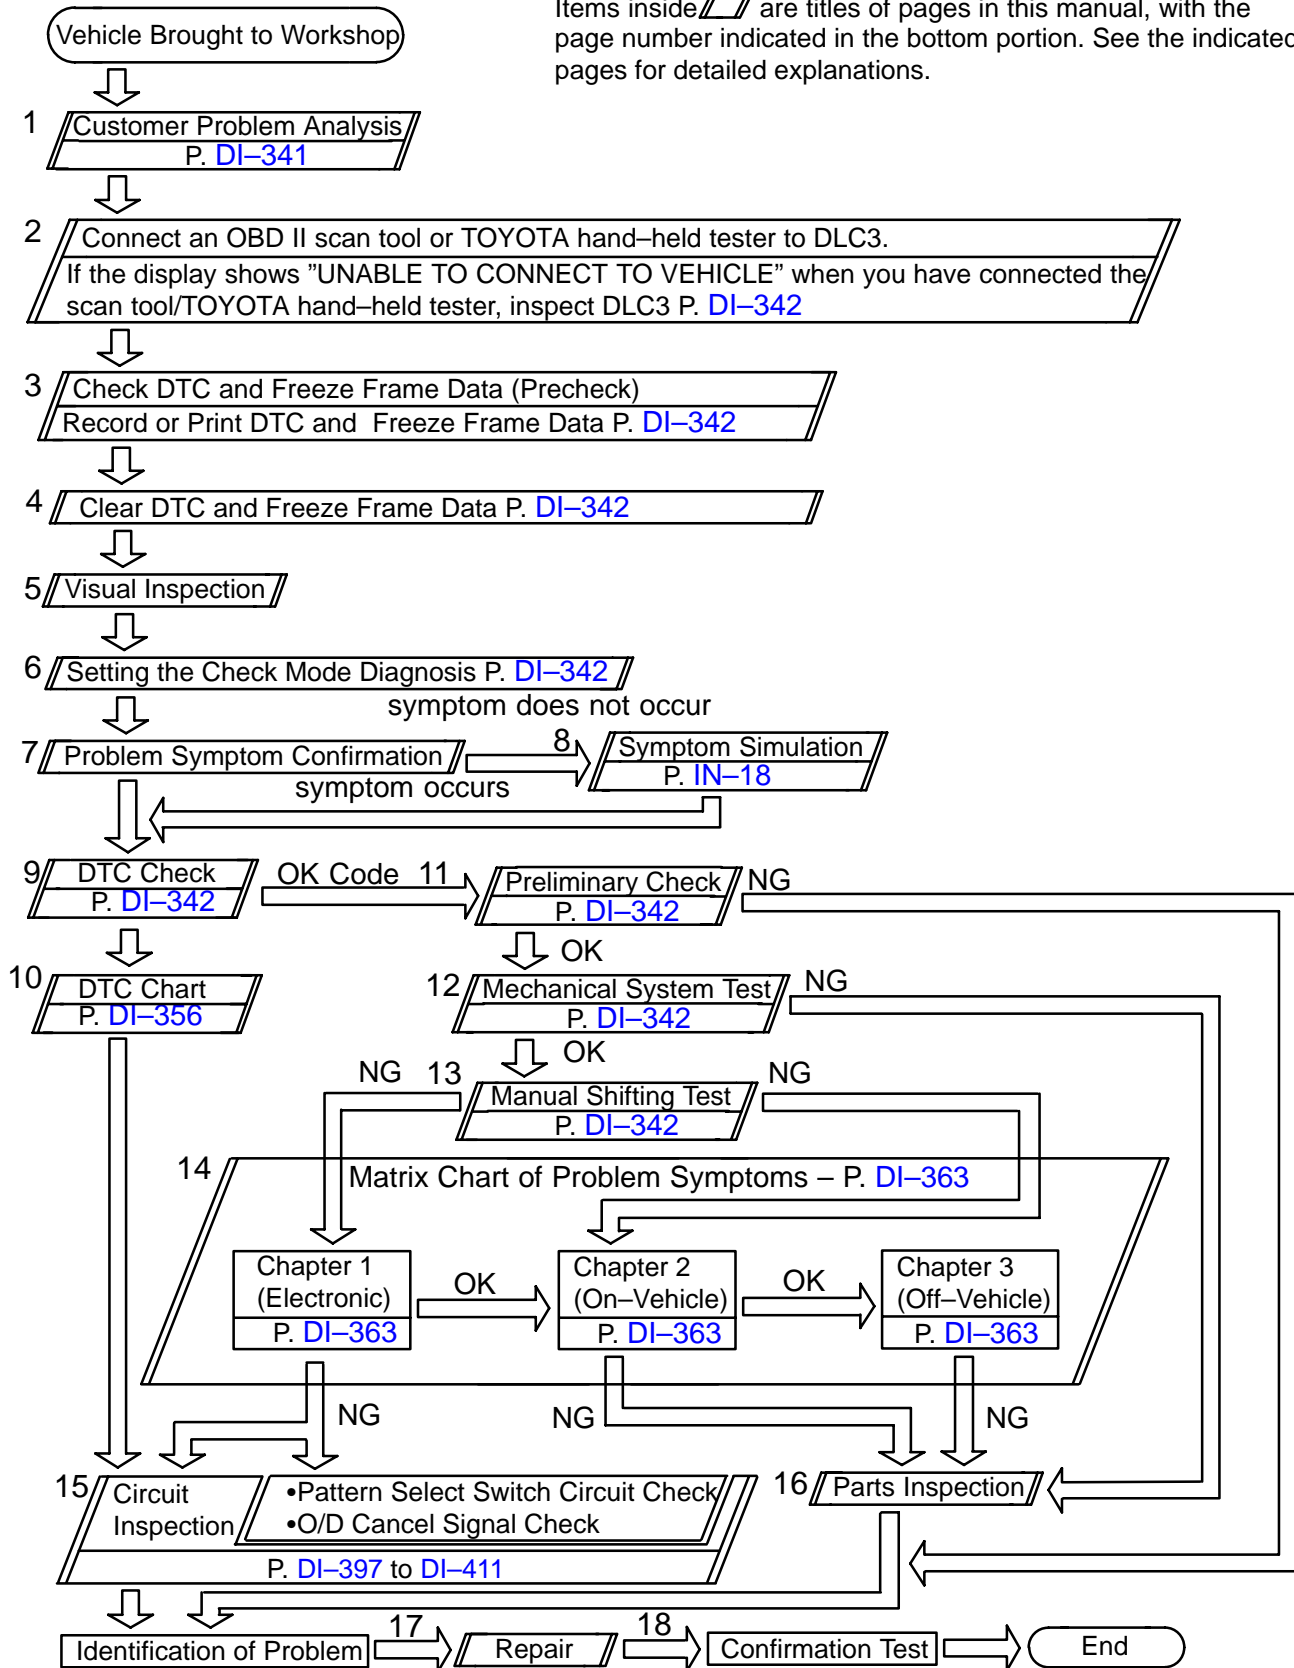 Items inside are titles of pages in this manual, with the
page number indicated in the bottom portion. See the indicated
pages for detailed explanations.
Vehicle Brought to Workshop
1
Customer Problem Analysis
P. DI–341
2
Connect an OBD II scan tool or TOYOTA hand–held tester to DLC3.
If the display shows ”UNABLE TO CONNECT TO VEHICLE” when you have connected the
scan tool/TOYOTA hand–held tester, inspect DLC3 P. DI–342
3
Check DTC and Freeze Frame Data (Precheck)
Record or Print DTC and Freeze Frame Data P. DI–342
4
Clear DTC and Freeze Frame Data P. DI–342
5
Visual Inspection
6
Setting the Check Mode Diagnosis P. DI–342
symptom does not occur
7
Problem Symptom Confirmation
8
Symptom Simulation
P. IN–18
symptom occurs
9
DTC Check
P. DI–342
OK Code
11
Preliminary Check
P. DI–342
NG
OK
10
DTC Chart
P. DI–356
12
Mechanical System Test
P. DI–342
NG
OK
NG
13
Manual Shifting Test
P. DI–342
NG
14
Matrix Chart of Problem Symptoms – P. DI–363
Chapter 1
(Electronic)
P. DI–363
OK
Chapter 2
(On–Vehicle)
P. DI–363
OK
Chapter 3
(Off–Vehicle)
P. DI–363
NG
NG
NG
15
Circuit
Inspection
•Pattern Select Switch Circuit Check
•O/D Cancel Signal Check
P. DI–397 to DI–411
16
Parts Inspection
Identification of Problem
17
Repair
18
Confirmation Test
End